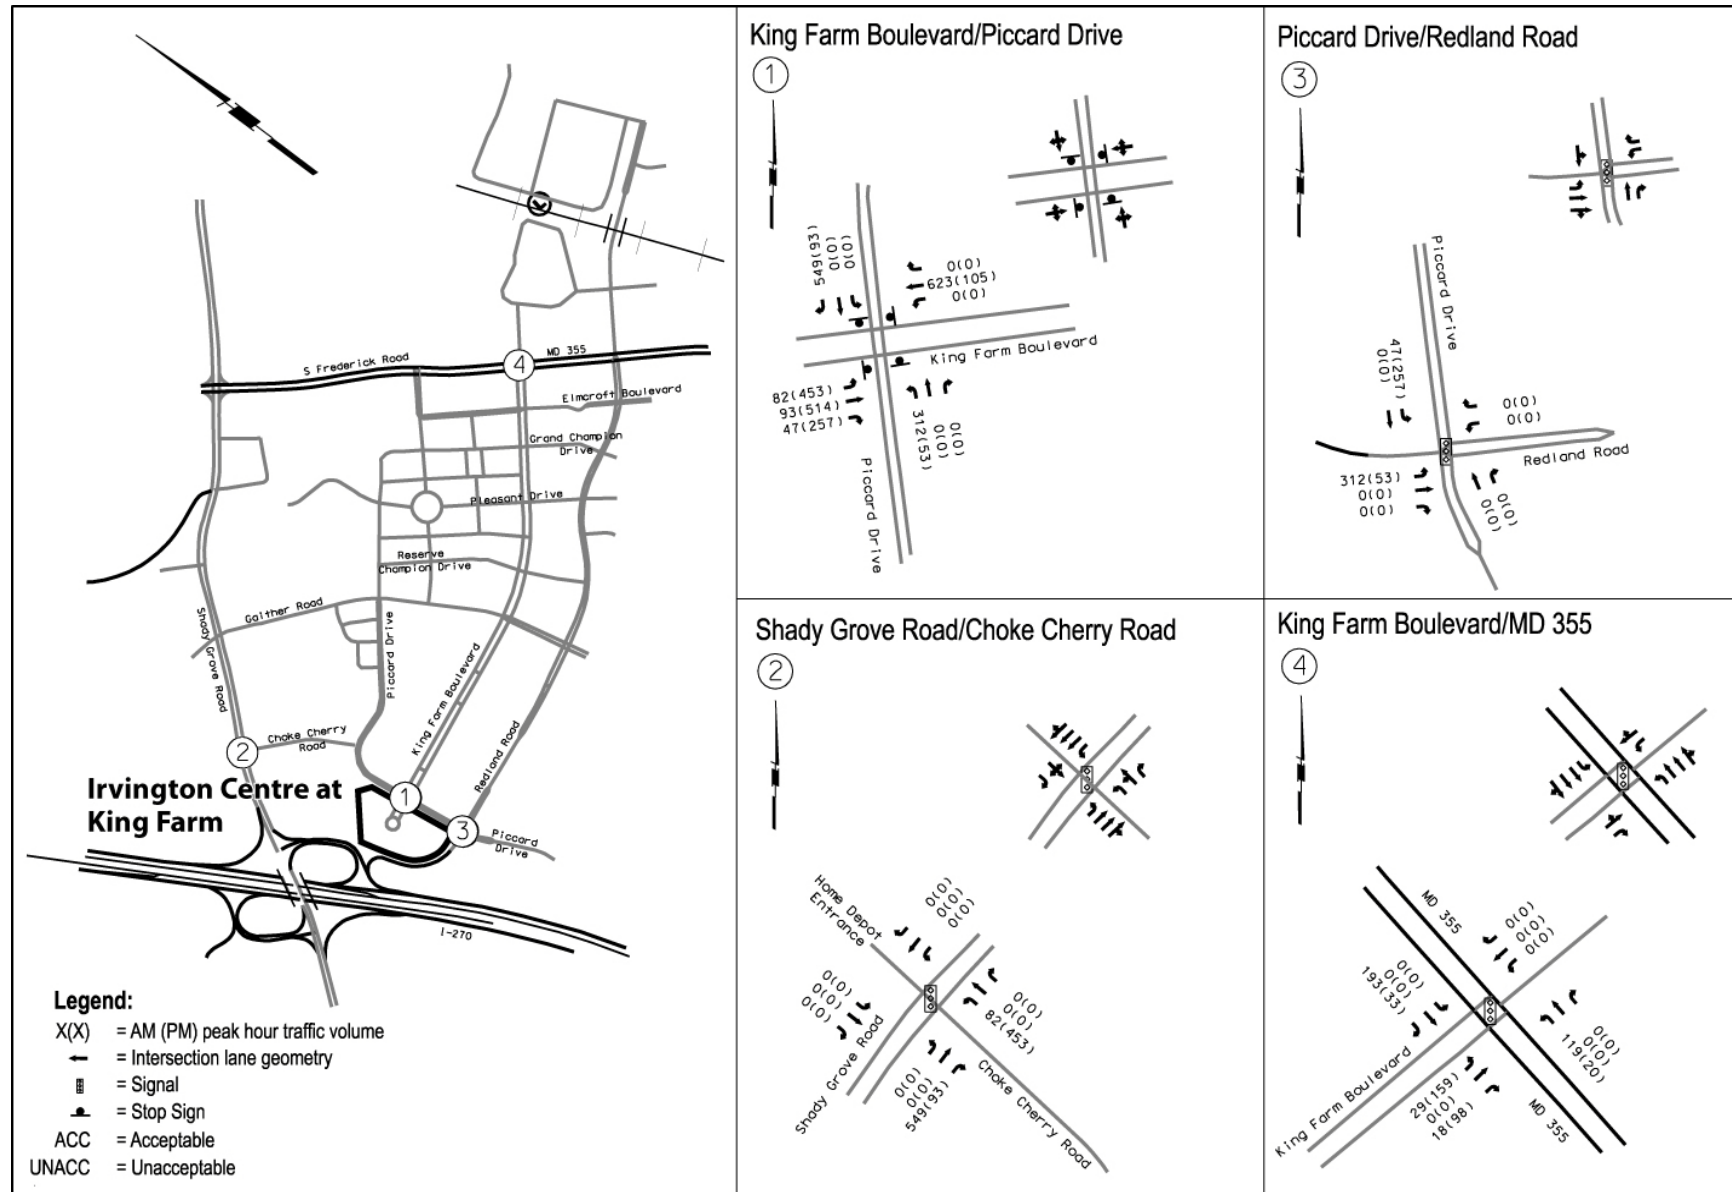 S Frederick Road
MD 355
4
Elmcroft Boulevard
Grand Champion
Drive
Pleasant Drive
Reserve
Champion Drive
Gaither Road
Shady Grove Road
Piccard Drive
King Farm Boulevard
Redland Road
2
Choke Cherry
Road
Irvington Centre at
King Farm
1
3
Piccard
Drive
I-270
Legend:
X(X) = AM (PM) peak hour traffic volume
= Intersection lane geometry
= Signal
= Stop Sign
ACC = Acceptable
UNACC = Unacceptable
King Farm Boulevard/Piccard Drive
1
549(93)
0(0)
0(0)
0(0)
623(105)
0(0)
King Farm Boulevard
82(453)
93(514)
47(257)
312(53)
0(0)
0(0)
Piccard Drive
Piccard Drive/Redland Road
3
Piccard Drive
47(257)
0(0)
0(0)
0(0)
Redland Road
312(53)
0(0)
0(0)
0(0)
0(0)
Shady Grove Road/Choke Cherry Road
2
Home Depot
Entrance
0(0)
0(0)
0(0)
0(0)
0(0)
0(0)
0(0)
0(0)
82(453)
Shady Grove Road
0(0)
0(0)
549(93)
Choke Cherry Road
King Farm Boulevard/MD 355
4
MD 355
0(0)
0(0)
0(0)
0(0)
0(0)
193(33)
0(0)
0(0)
119(20)
King Farm Boulevard
29(159)
0(0)
18(98)
MD 355